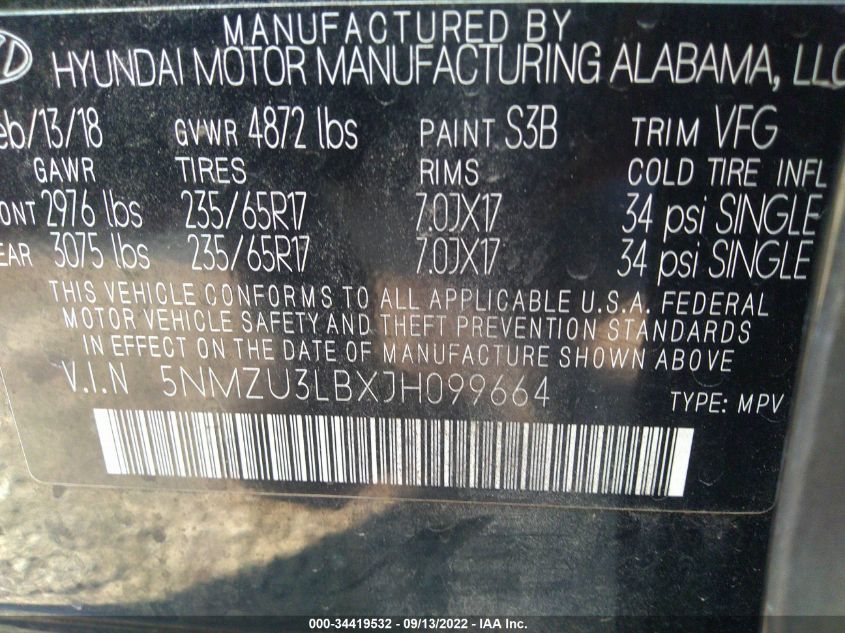 MANUFACTURED BY
HYUNDAI MOTOR MANUFACTURING ALABAMA, LLC
eb/13/18 GVWR 4872 lbs PAINT S3B TRIM VFG
GAWR TIRES RIMS COLD TIRE INFL
ONT 2976 lbs 235/65R17 7.0JX17 34 psi SINGLE
EAR 3075 lbs 235/65R17 7.0JX17 34 psi SINGLE
THIS VEHICLE CONFORMS TO ALL APPLICABLE U.S.A. FEDERAL
MOTOR VEHICLE SAFETY AND THEFT PREVENTION STANDARDS
IN EFFECT ON THE DATE OF MANUFACTURE SHOWN ABOVE
V.I.N 5NMZU3LBXJH099664 TYPE: MPV
000-34419532 - 09/13/2022 - IAA Inc.